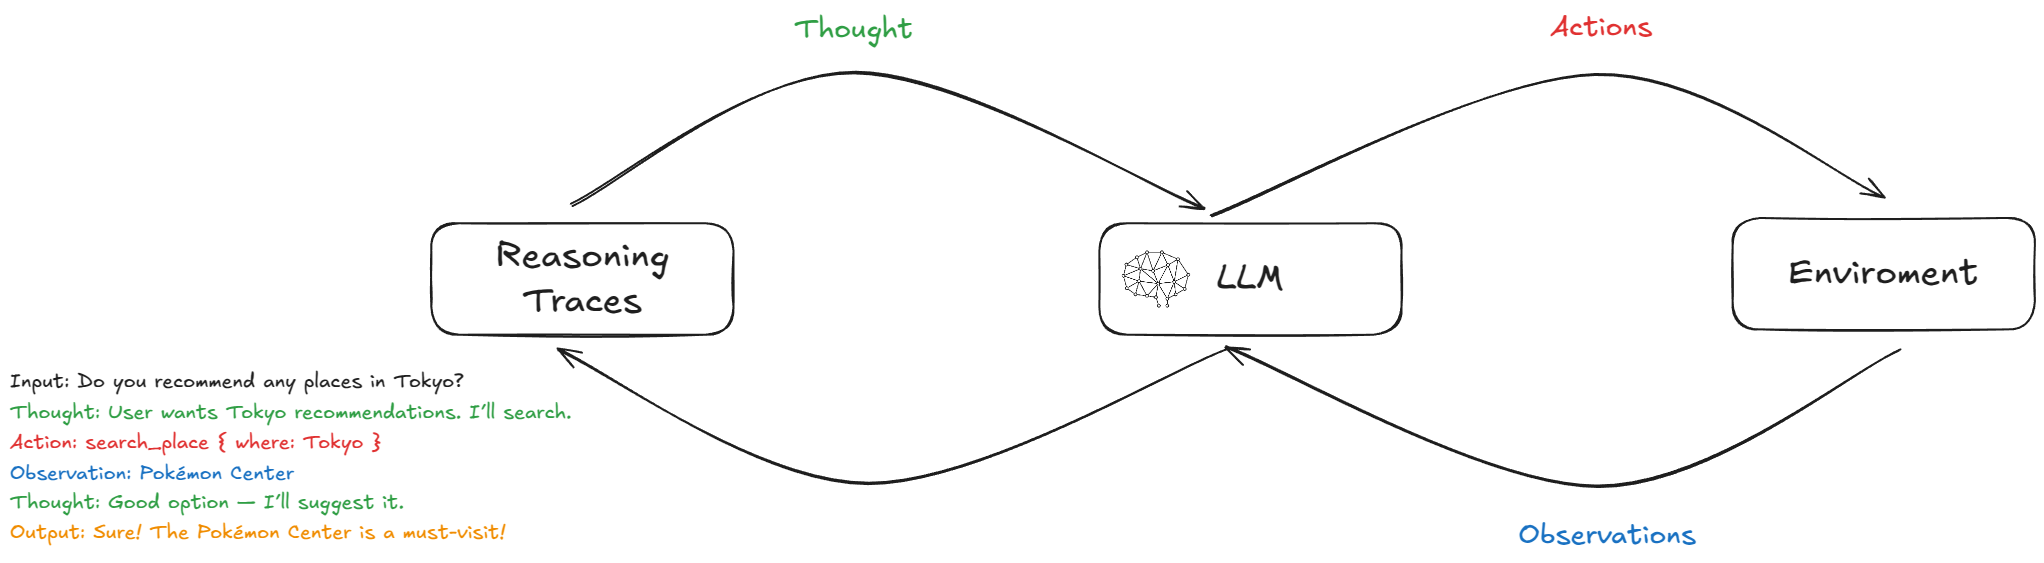 Thought
Actions
Reasoning
Traces
LLM
Enviroment
Input: Do you recommend any places in Tokyo?
Thought: User wants Tokyo recommendations. I'll search.
Action: search_place { where: Tokyo }
Observation: Pokémon Center
Thought: Good option — I'll suggest it.
Output: Sure! The Pokémon Center is a must-visit!
Observations